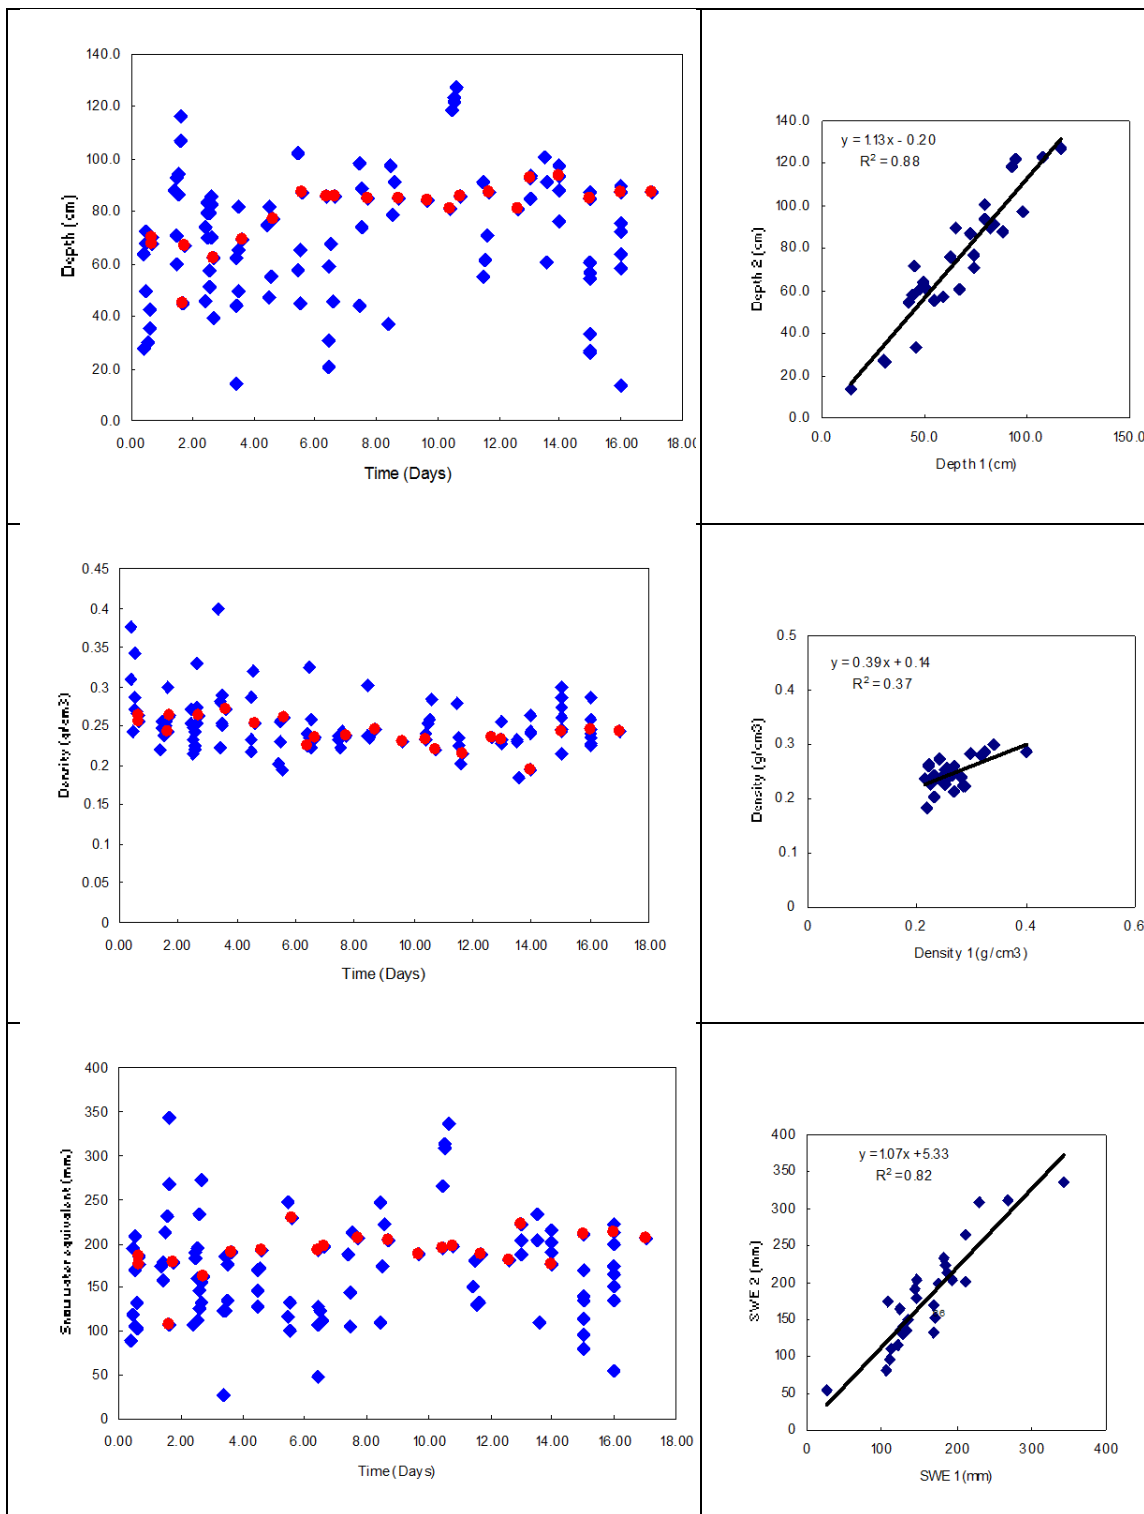 140.0
120.0
100.0
80.0
60.0
40.0
20.0
0.0
Depth (cm)
0.00 2.00 4.00 6.00 8.00 10.00 12.00 14.00 16.00 18.00
Time (Days)
140.0
120.0
100.0
80.0
60.0
40.0
20.0
0.0
y = 1.13x - 0.20
R² = 0.88
Depth 2 (cm)
0.0 50.0 100.0 150.0
Depth 1 (cm)
0.45
0.4
0.35
0.3
0.25
0.2
0.15
0.1
0.05
0
Density (g/cm3)
0.00 2.00 4.00 6.00 8.00 10.00 12.00 14.00 16.00 18.00
Time (Days)
0.5
0.4
0.3
0.2
0.1
0
y = 0.39x + 0.14
R² = 0.37
Density (g/cm3)
0 0.2 0.4 0.6
Density 1 (g/cm3)
400
350
300
250
200
150
100
50
0
Snow water equivalent (mm)
0.00 2.00 4.00 6.00 8.00 10.00 12.00 14.00 16.00 18.00
Time (Days)
400
350
300
250
200
150
100
50
0
y = 1.07x + 5.33
R² = 0.82
SWE 2 (mm)
0 100 200 300 400
SWE 1 (mm)